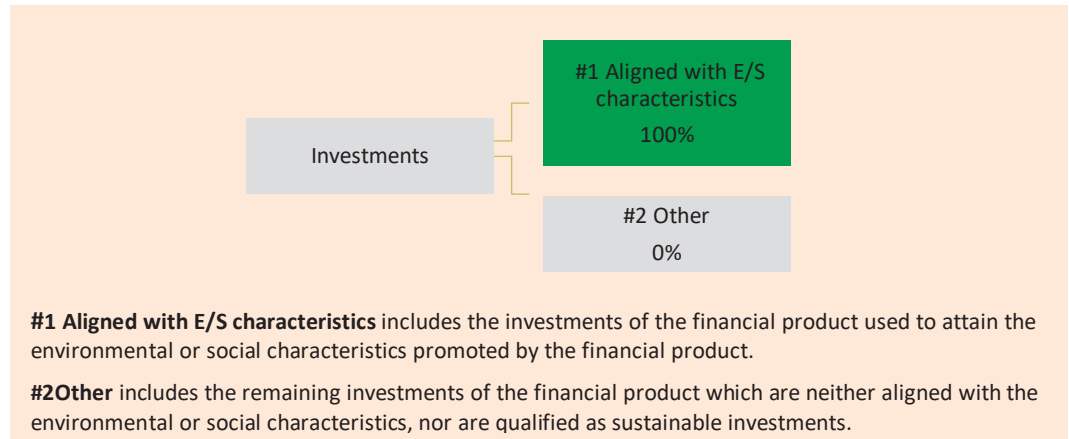 #1 Aligned with E/S
characteristics
100%
Investments
#2 Other
0%
#1 Aligned with E/S characteristics includes the investments of the financial product used to attain the
environmental or social characteristics promoted by the financial product.
#2Other includes the remaining investments of the financial product which are neither aligned with the
environmental or social characteristics, nor are qualified as sustainable investments.